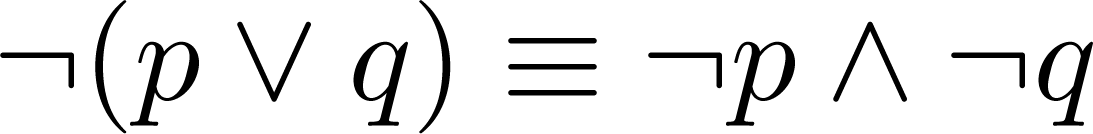 ¬(p ∨ q) ≡ ¬p ∧ ¬q